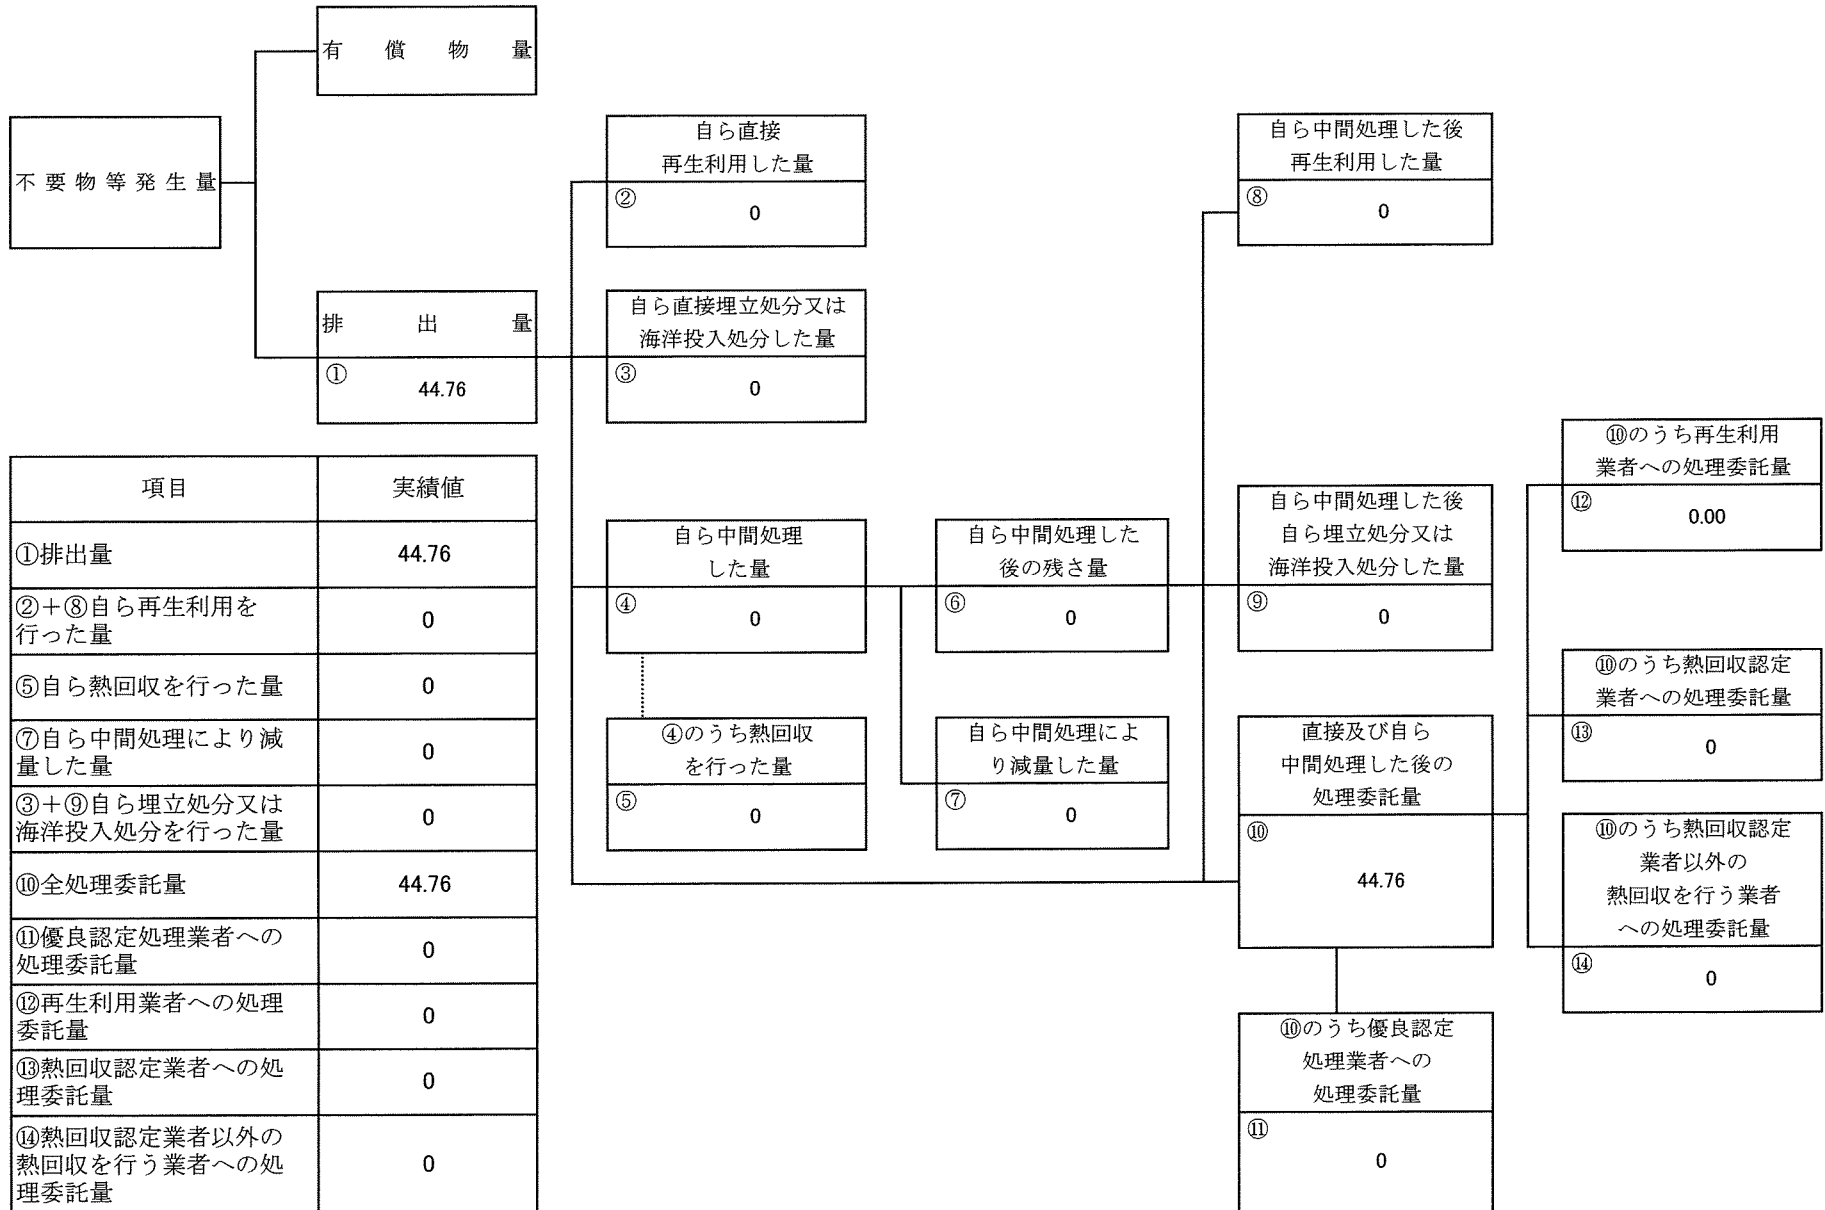 有償物量
不要物等発生量
排出量
①
44.76
自ら直接
再生利用した量
②
0
自ら直接埋立処分又は
海洋投入処分した量
③
0
自ら中間処理
した量
④
0
④のうち熱回収
を行った量
⑤
0
自ら中間処理した
後の残さ量
⑥
0
自ら中間処理によ
り減量した量
⑦
0
自ら中間処理した後
再生利用した量
⑧
0
自ら中間処理した後
自ら埋立処分又は
海洋投入処分した量
⑨
0
直接及び自ら
中間処理した後の
処理委託量
⑩
44.76
⑩のうち優良認定
処理業者への
処理委託量
⑪
0
⑩のうち再生利用
業者への処理委託量
⑫
0.00
⑩のうち熱回収認定
業者への処理委託量
⑬
0
⑩のうち熱回収認定
業者以外の
熱回収を行う業者
への処理委託量
⑭
0
項目 実績値
①排出量 44.76
②＋⑧自ら再生利用を
行った量 0
⑤自ら熱回収を行った量 0
⑦自ら中間処理により減
量した量 0
③＋⑨自ら埋立処分又は
海洋投入処分を行った量 0
⑩全処理委託量 44.76
⑪優良認定処理業者への
処理委託量 0
⑫再生利用業者への処理
委託量 0
⑬熱回収認定業者への処
理委託量 0
⑭熱回収認定業者以外の
熱回収を行う業者への処
理委託量 0